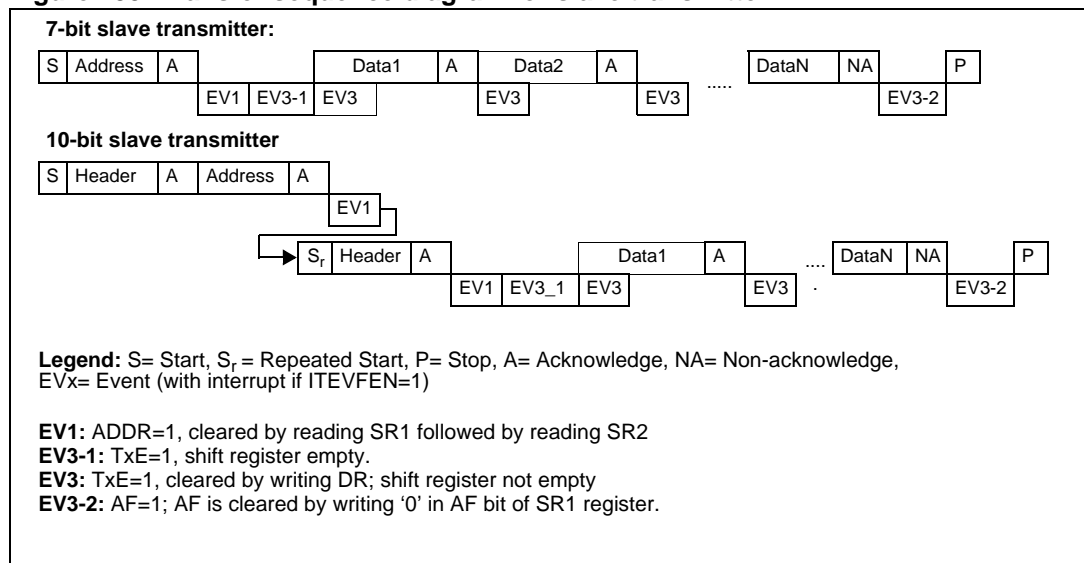 7-bit slave transmitter:
S Address A Data1 A Data2 A ..... DataN NA P
EV1 EV3-1 EV3 EV3 EV3 EV3-2
10-bit slave transmitter
S Header A Address A
EV1
Sr Header A Data1 A .... DataN NA P
EV1 EV3_1 EV3 EV3 . EV3-2
Legend: S= Start, Sr = Repeated Start, P= Stop, A= Acknowledge, NA= Non-acknowledge,
EVx= Event (with interrupt if ITEVFEN=1)
EV1: ADDR=1, cleared by reading SR1 followed by reading SR2
EV3-1: TxE=1, shift register empty.
EV3: TxE=1, cleared by writing DR; shift register not empty
EV3-2: AF=1; AF is cleared by writing ‘0’ in AF bit of SR1 register.